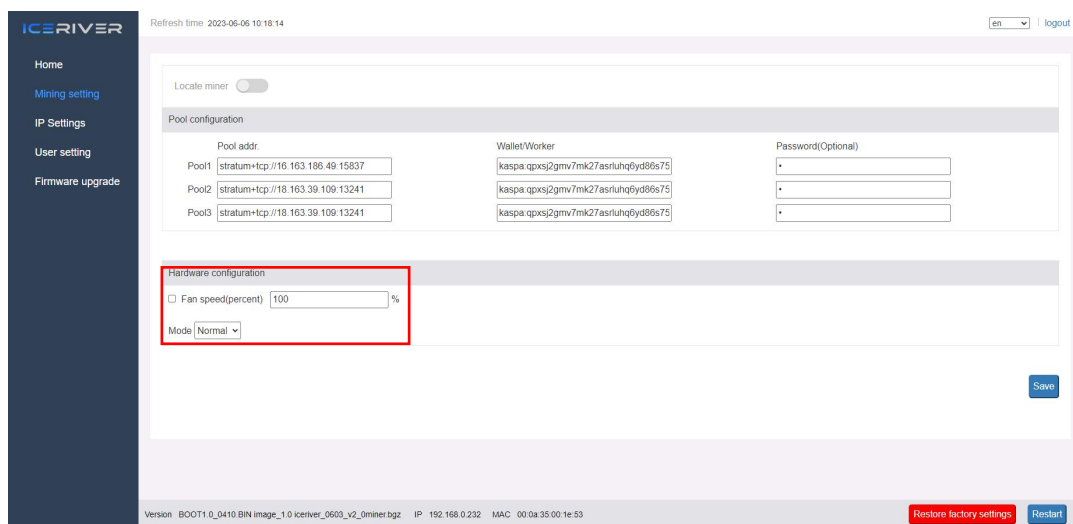 ICERIVER
Refresh time 2023-06-06 10:18:14
en
logout
Home
Mining setting
IP Settings
User setting
Firmware upgrade
Locate miner
Pool configuration
Pool addr. Wallet/Worker Password(Optional)
Pool1 stratum+tcp://16.163.186.49:15837 kaspa:qpxsj2gmv7mk27asrluhq6yd86s75 •
Pool2 stratum+tcp://18.163.39.109:13241 kaspa:qpxsj2gmv7mk27asrluhq6yd86s75 •
Pool3 stratum+tcp://18.163.39.109:13241 kaspa:qpxsj2gmv7mk27asrluhq6yd86s75 •
Hardware configuration
Fan speed(percent) 100 %
Mode Normal
Save
Version BOOT1.0_0410.BIN image_1.0 iceriver_0603_v2_0miner.bgz IP 192.168.0.232 MAC 00:0a:35:00:1e:53
Restore factory settings
Restart